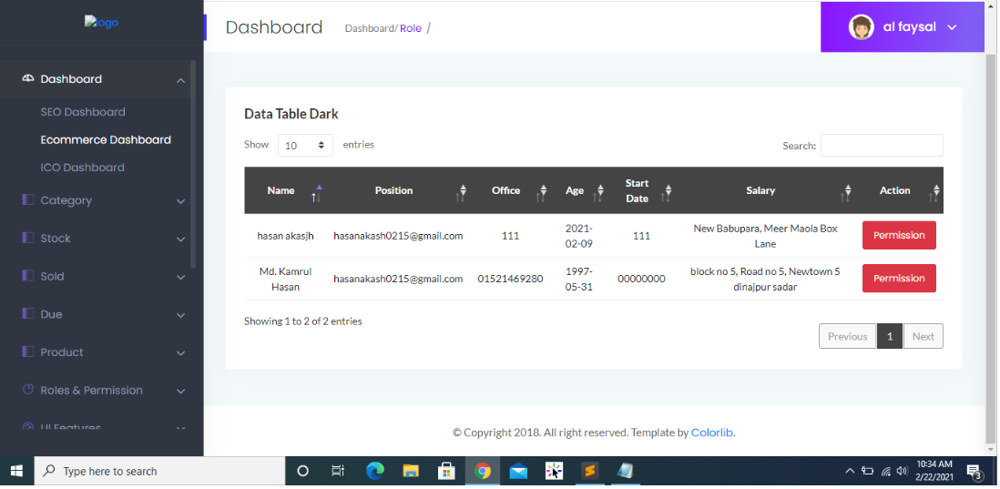 logo
Dashboard
Dashboard/ Role /
al faysal
Dashboard
SEO Dashboard
Ecommerce Dashboard
ICO Dashboard
Category
Stock
Sold
Due
Product
Roles & Permission
UI Features
Data Table Dark
Show 10 entries
Search:
Name Position Office Age Start Date Salary Action
hasan akasjh hasanakash0215@gmail.com 111 2021-02-09 111 New Babupara, Meer Maola Box Lane Permission
Md. Kamrul Hasan hasanakash0215@gmail.com 01521469280 1997-05-31 00000000 block no 5, Road no 5, Newtown 5 dinajpur sadar Permission
Showing 1 to 2 of 2 entries
Previous 1 Next
© Copyright 2018. All right reserved. Template by Colorlib.
Type here to search
10:34 AM
2/22/2021
3